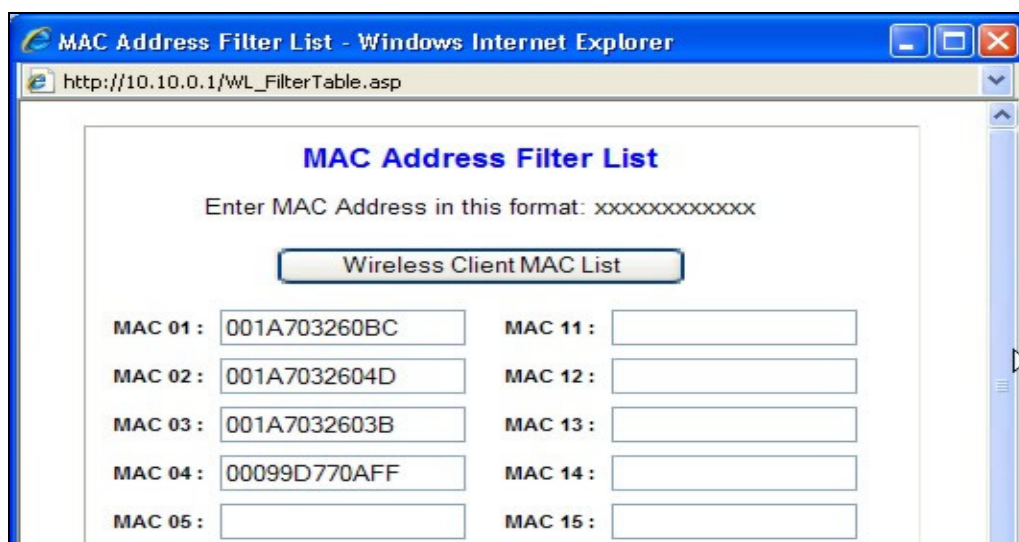 MAC Address Filter List - Windows Internet Explorer
http://10.10.0.1/WL_FilterTable.asp
MAC Address Filter List
Enter MAC Address in this format: xxxxxxxxxxxx
Wireless Client MAC List
MAC 01 : 001A703260BC MAC 11 :
MAC 02 : 001A7032604D MAC 12 :
MAC 03 : 001A7032603B MAC 13 :
MAC 04 : 00099D770AFF MAC 14 :
MAC 05 : MAC 15 :